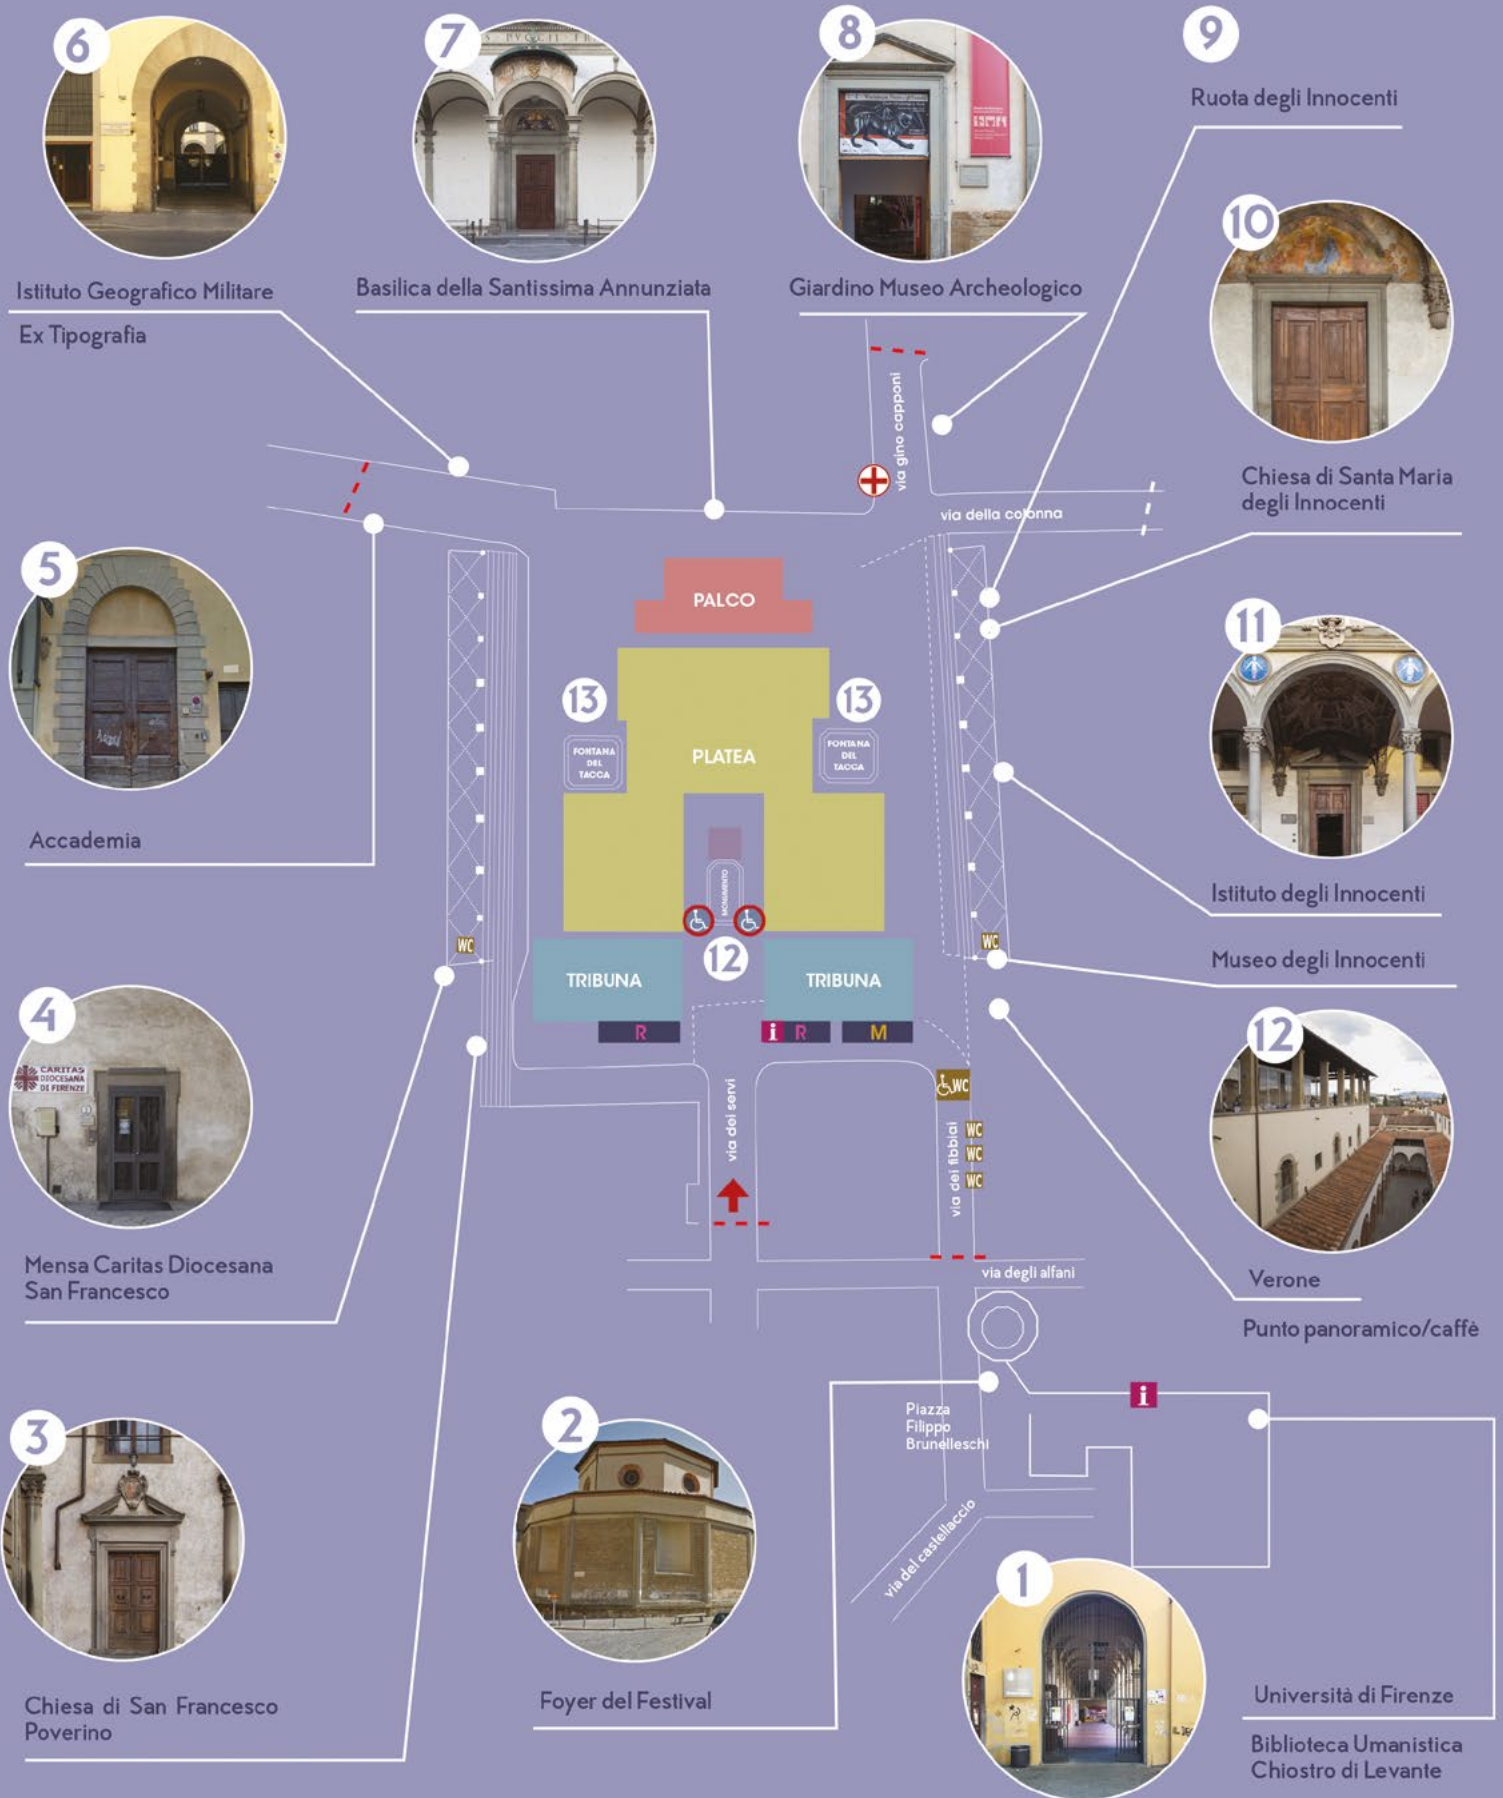 6
7
8
9
Ruota degli Innocenti
10
Istituto Geografico Militare
Ex Tipografia
Basilica della Santissima Annunziata
Giardino Museo Archeologico
via gino capponi
via della colonna
Chiesa di Santa Maria
degli Innocenti
5
Accademia
PALCO
13
13
PLATEA
FONTANA
DEL
TACCA
FONTANA
DEL
TACCA
MONUMENTO
12
11
Istituto degli Innocenti
Museo degli Innocenti
WC
WC
TRIBUNA
TRIBUNA
R
i
R
M
4
CARITAS
DIOCESANA
DI FIRENZE
Mensa Caritas Diocesana
San Francesco
12
Verone
Punto panoramico/caffè
via dei servi
WC
via dei fibbiai
WC
WC
WC
via degli alfani
i
Piazza
Filippo
Brunelleschi
via del castellaccio
3
Chiesa di San Francesco
Poverino
2
Foyer del Festival
1
Università di Firenze
Biblioteca Umanistica
Chiostro di Levante